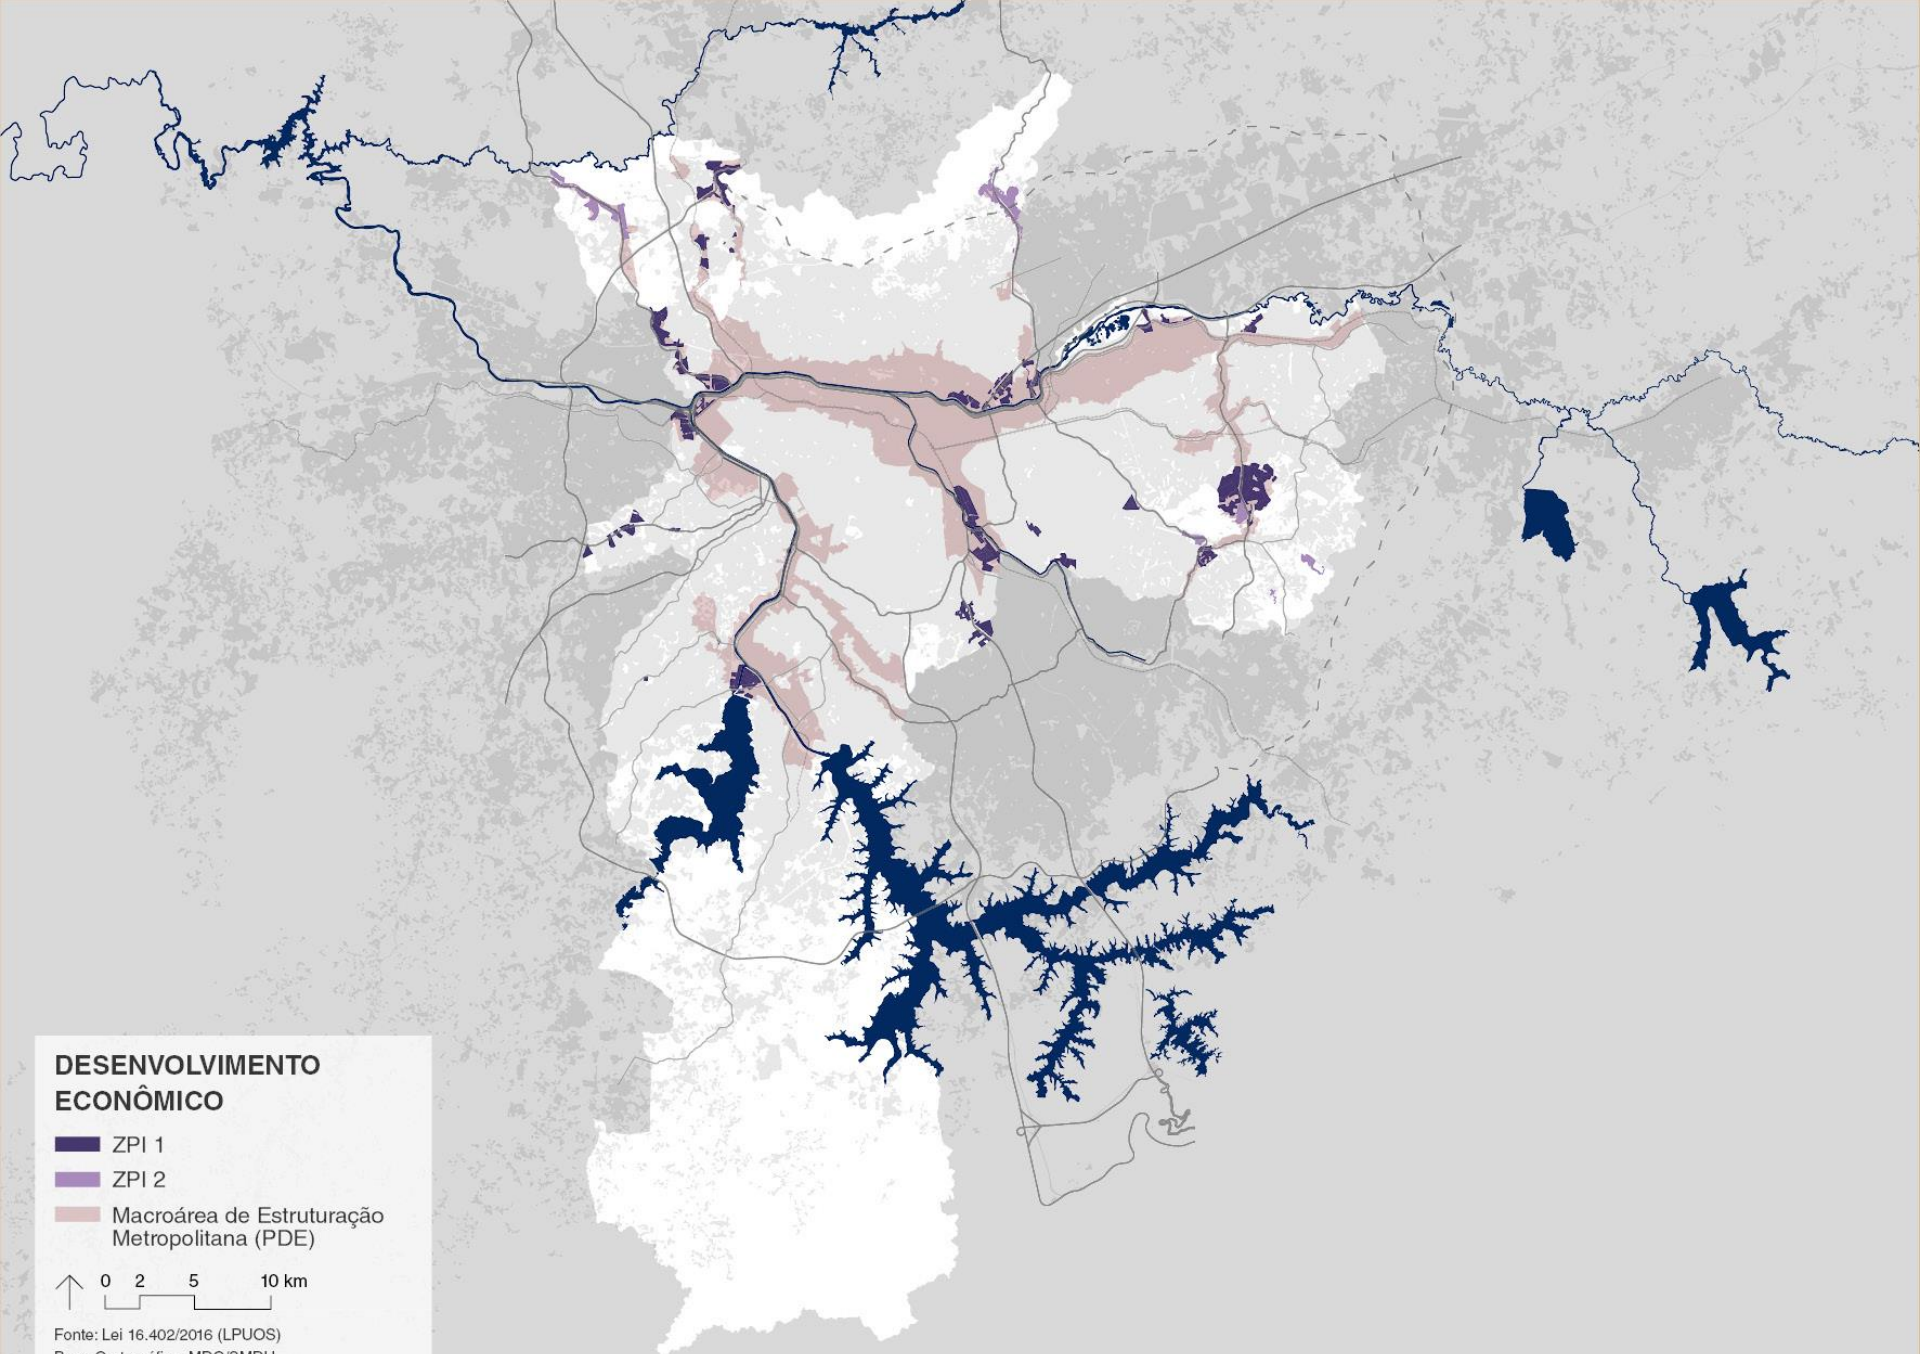 DESENVOLVIMENTO
ECONÔMICO
ZPI 1
ZPI 2
Macroárea de Estruturação
Metropolitana (PDE)
0 2 5 10 km
Fonte: Lei 16.402/2016 (LPUOS)